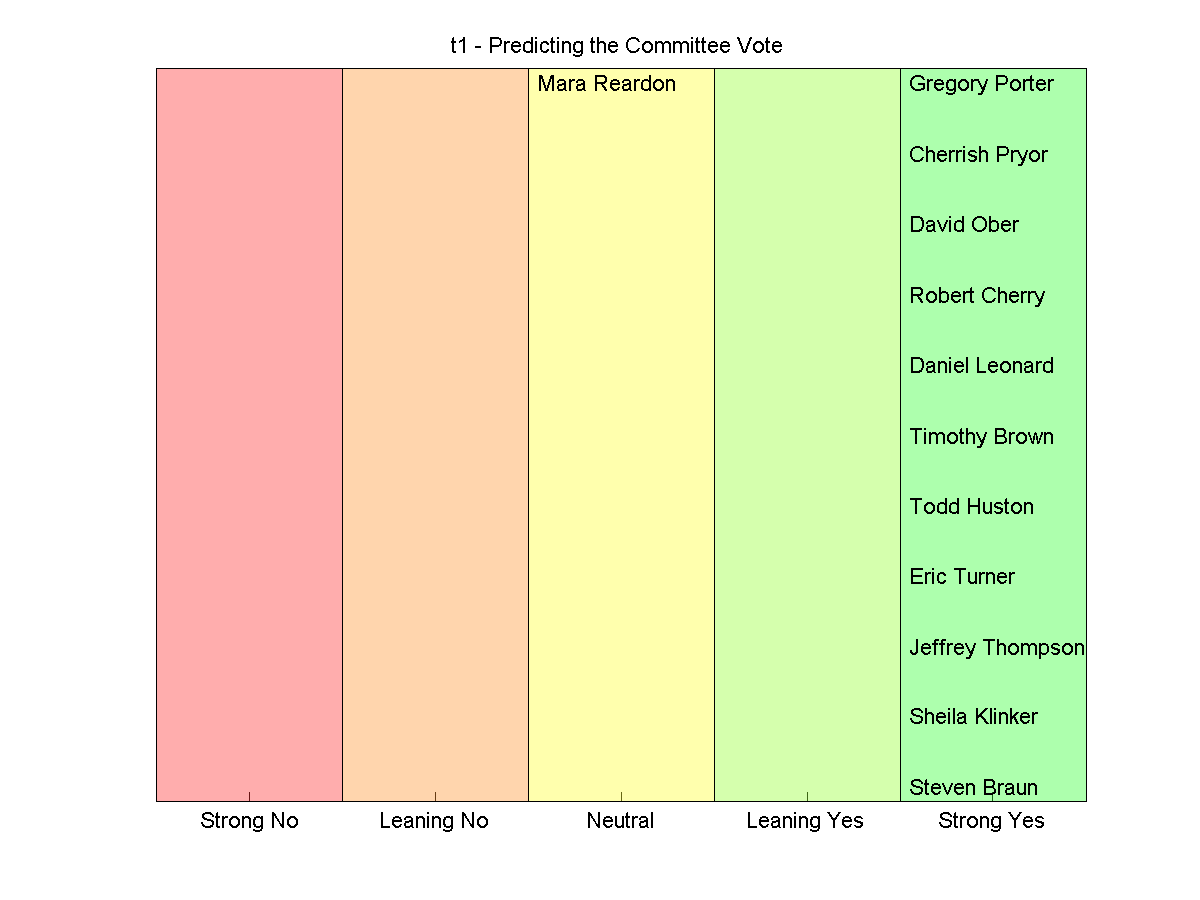 t1 - Predicting the Committee Vote
Mara Reardon
Gregory Porter
Cherrish Pryor
David Ober
Robert Cherry
Daniel Leonard
Timothy Brown
Todd Huston
Eric Turner
Jeffrey Thompson
Sheila Klinker
Steven Braun
Strong No
Leaning No
Neutral
Leaning Yes
Strong Yes